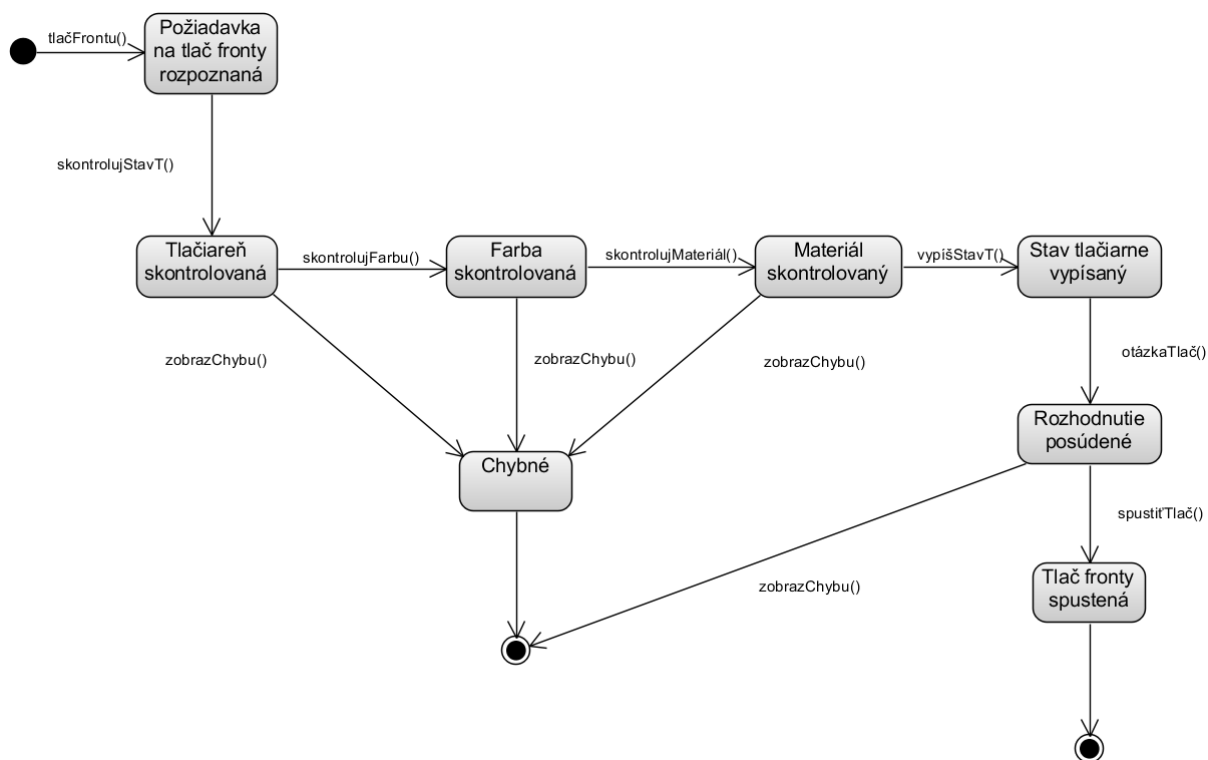 tlačFrontu()
Požiadavka
na tlač fronty
rozpoznaná
skontrolujStavT()
Tlačiareň
skontrolovaná
skontrolujFarbu()
Farba
skontrolovaná
skontrolujMateriál()
Materiál
skontrolovaný
vypíšStavT()
Stav tlačiarne
vypísaný
zobrazChybu()
zobrazChybu()
zobrazChybu()
otázkaTlač()
Chybné
Rozhodnutie
posúdené
spustiťTlač()
zobrazChybu()
Tlač fronty
spustená